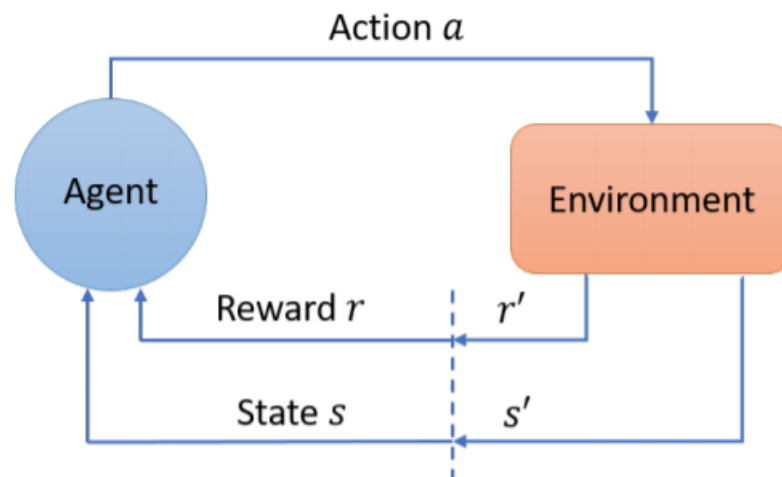 Action a
Agent
Environment
Reward r
r′
State s
s′